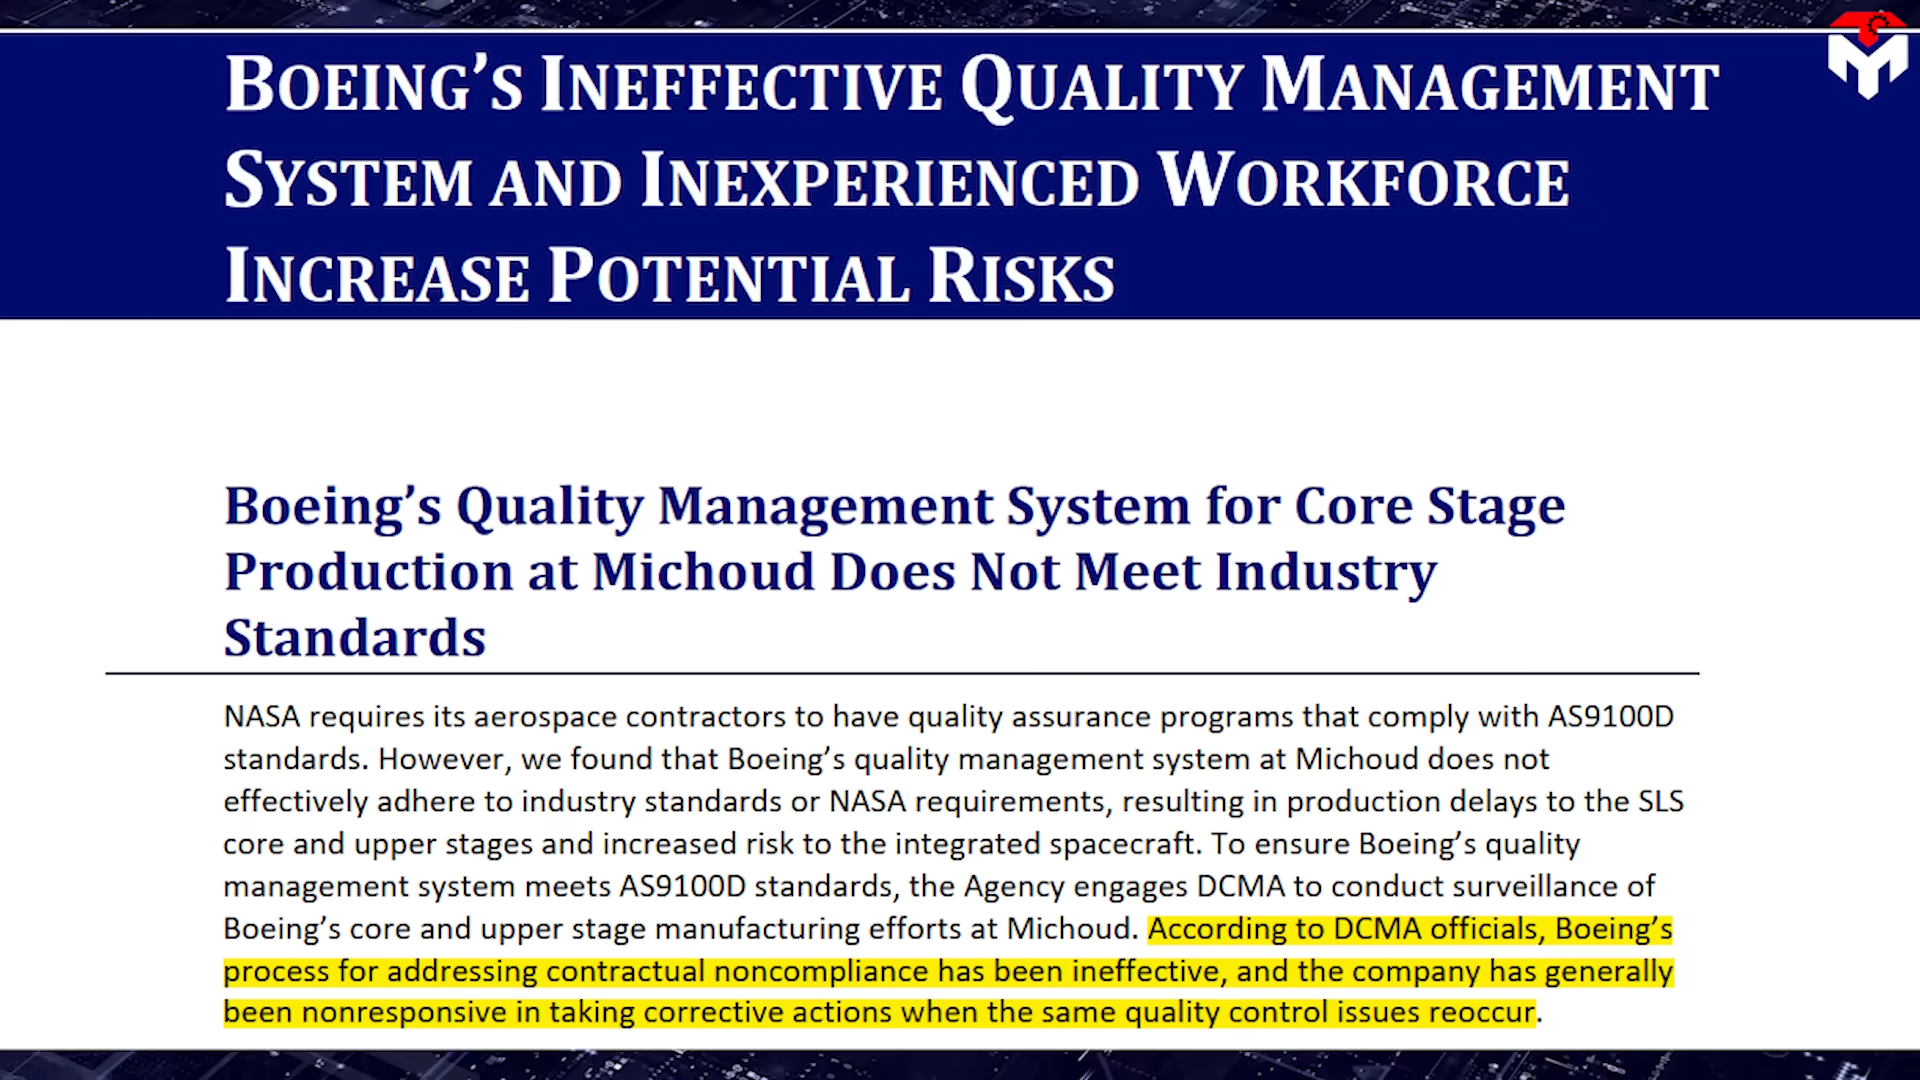 BOEING’S INEFFECTIVE QUALITY MANAGEMENT
SYSTEM AND INEXPERIENCED WORKFORCE
INCREASE POTENTIAL RISKS
Boeing’s Quality Management System for Core Stage
Production at Michoud Does Not Meet Industry
Standards
NASA requires its aerospace contractors to have quality assurance programs that comply with AS9100D
standards. However, we found that Boeing’s quality management system at Michoud does not
effectively adhere to industry standards or NASA requirements, resulting in production delays to the SLS
core and upper stages and increased risk to the integrated spacecraft. To ensure Boeing’s quality
management system meets AS9100D standards, the Agency engages DCMA to conduct surveillance of
Boeing’s core and upper stage manufacturing efforts at Michoud. According to DCMA officials, Boeing’s
process for addressing contractual noncompliance has been ineffective, and the company has generally
been nonresponsive in taking corrective actions when the same quality control issues reoccur.